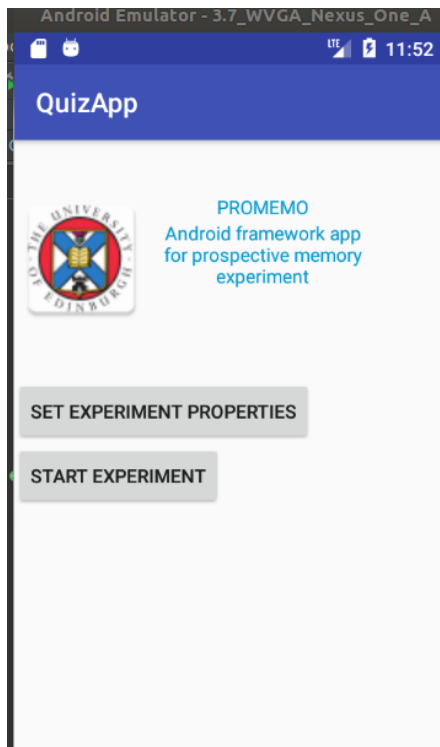 Android Emulator - 3.7_WVGA_Nexus_One_A
LTE 11:52
QuizApp
THE UNIVERSITY OF EDINBURGH
PROMEMO
Android framework app
for prospective memory
experiment
SET EXPERIMENT PROPERTIES
START EXPERIMENT